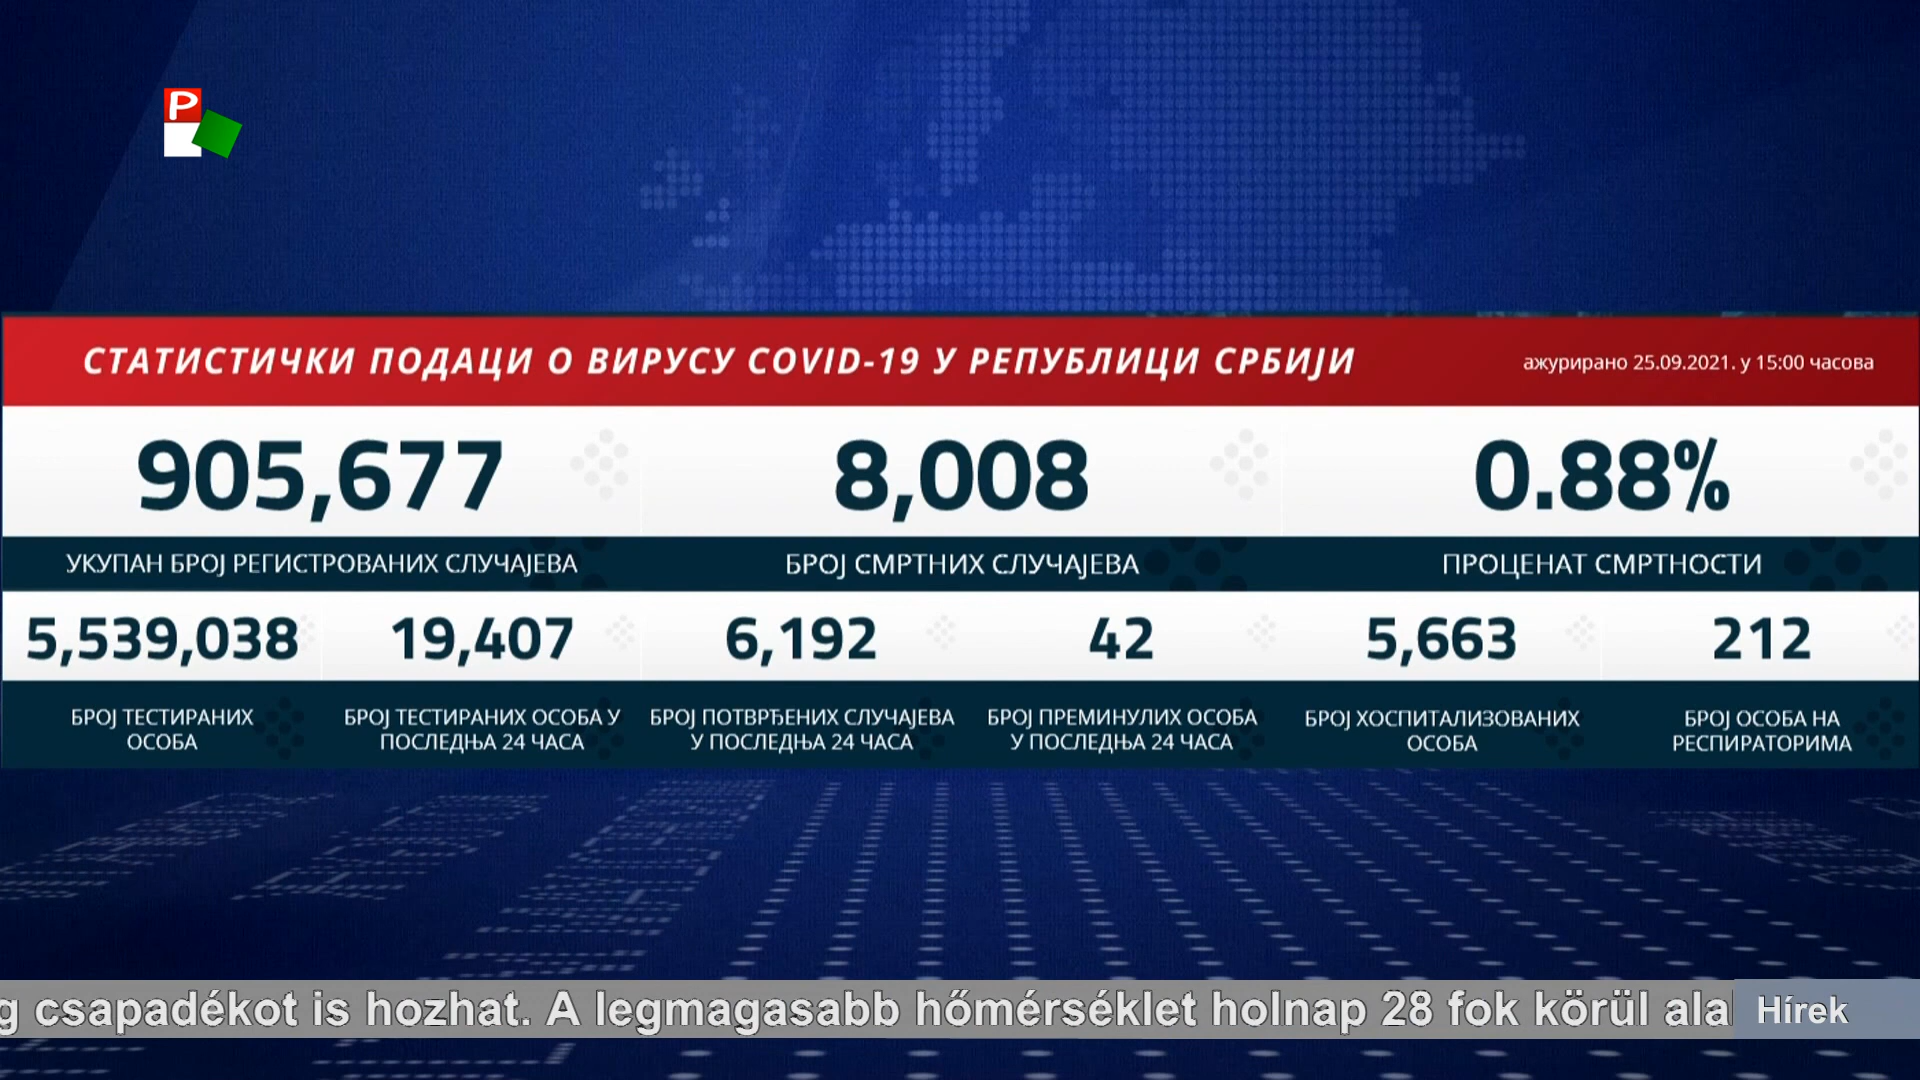 P
СТАТИСТИЧКИ ПОДАЦИ О ВИРУСУ COVID-19 У РЕПУБЛИЦИ СРБИЈИ
ажурирано 25.09.2021. у 15:00 часова
905,677
8,008
0.88%
УКУПАН БРОЈ РЕГИСТРОВАНИХ СЛУЧАЈЕВА
БРОЈ СМРТНИХ СЛУЧАЈЕВА
ПРОЦЕНАТ СМРТНОСТИ
5,539,038
19,407
6,192
42
5,663
212
БРОЈ ТЕСТИРАНИХ
ОСОБА
БРОЈ ТЕСТИРАНИХ ОСОБА У
ПОСЛЕДЊА 24 ЧАСА
БРОЈ ПОТВРЂЕНИХ СЛУЧАЈЕВА
У ПОСЛЕДЊА 24 ЧАСА
БРОЈ ПРЕМИНУЛИХ ОСОБА
У ПОСЛЕДЊА 24 ЧАСА
БРОЈ ХОСПИТАЛИЗОВАНИХ
ОСОБА
БРОЈ ОСОБА НА
РЕСПИРАТОРИМА
g csapadékot is hozhat. A legmagasabb hőmérséklet holnap 28 fok körül ala
Hírek